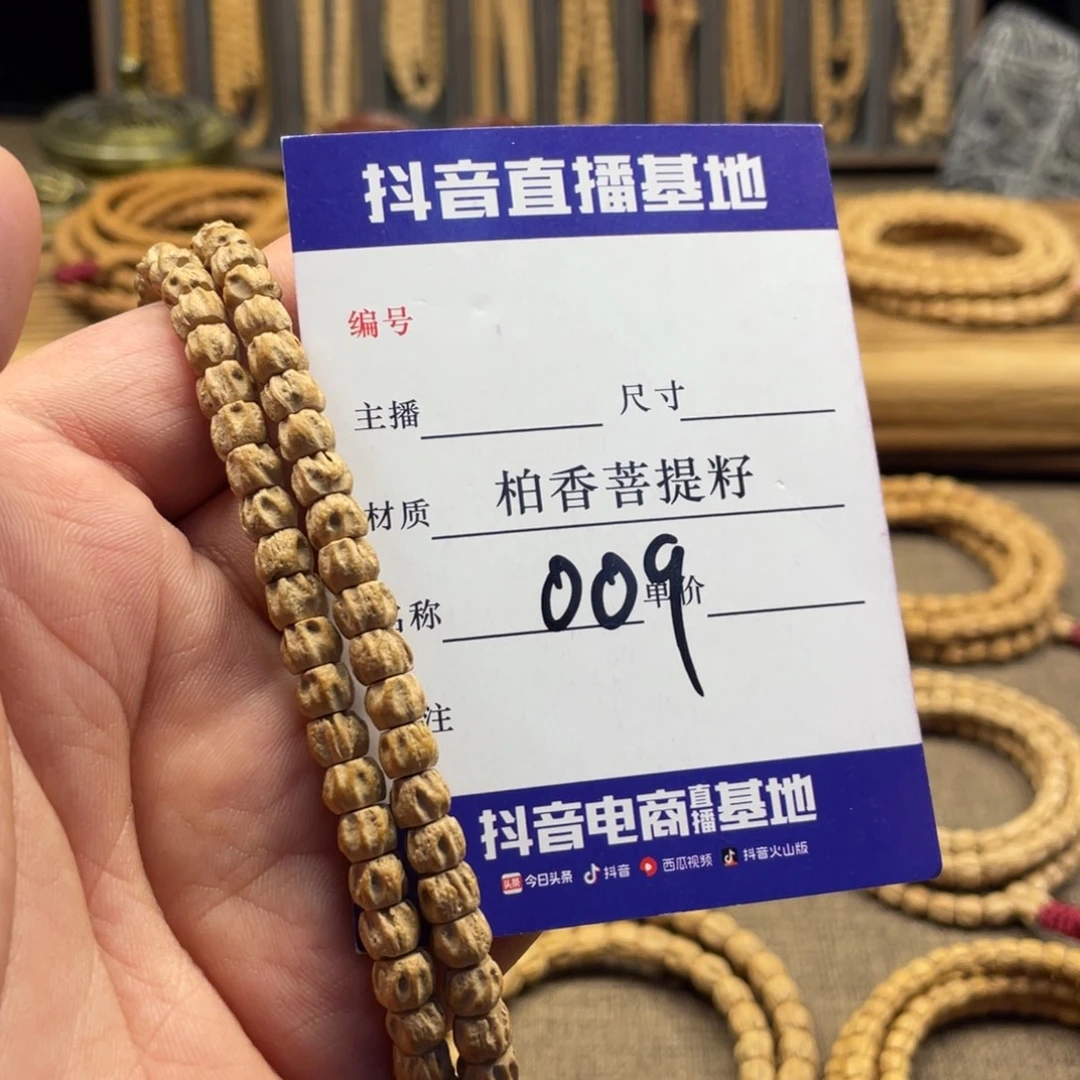 抖音直播基地
编号
主播 尺寸
材质 柏香菩提籽
称 009 单价
注
抖音电商直播基地
头条 今日头条 抖音 西瓜视频 抖音火山版